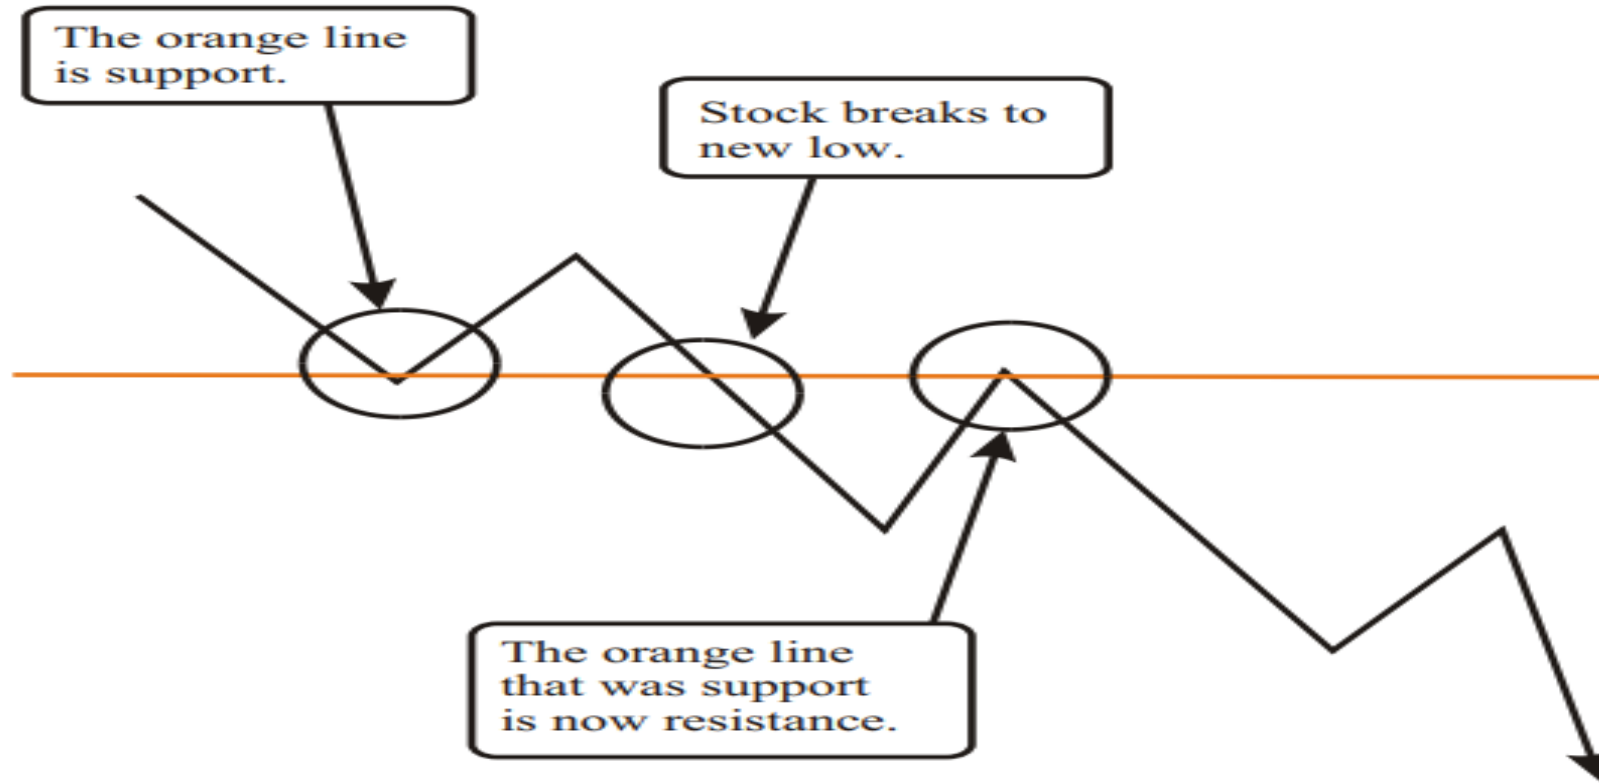 The orange line
is support.
Stock breaks to
new low.
The orange line
that was support
is now resistance.